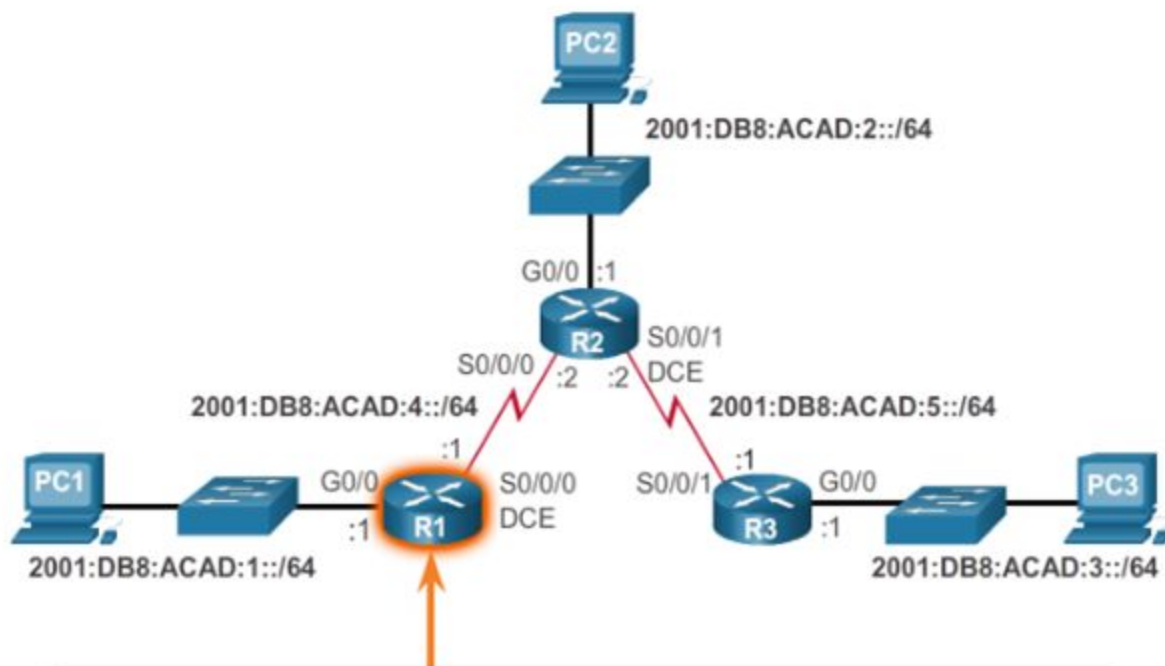 PC2
2001:DB8:ACAD:2::/64
G0/0 :1
R2
S0/0/1
DCE
S0/0/0
:2 :2
2001:DB8:ACAD:4::/64
2001:DB8:ACAD:5::/64
:1
:1
PC1
G0/0
:1
R1
S0/0/0
DCE
S0/0/1
R3
G0/0
:1
PC3
2001:DB8:ACAD:1::/64
2001:DB8:ACAD:3::/64